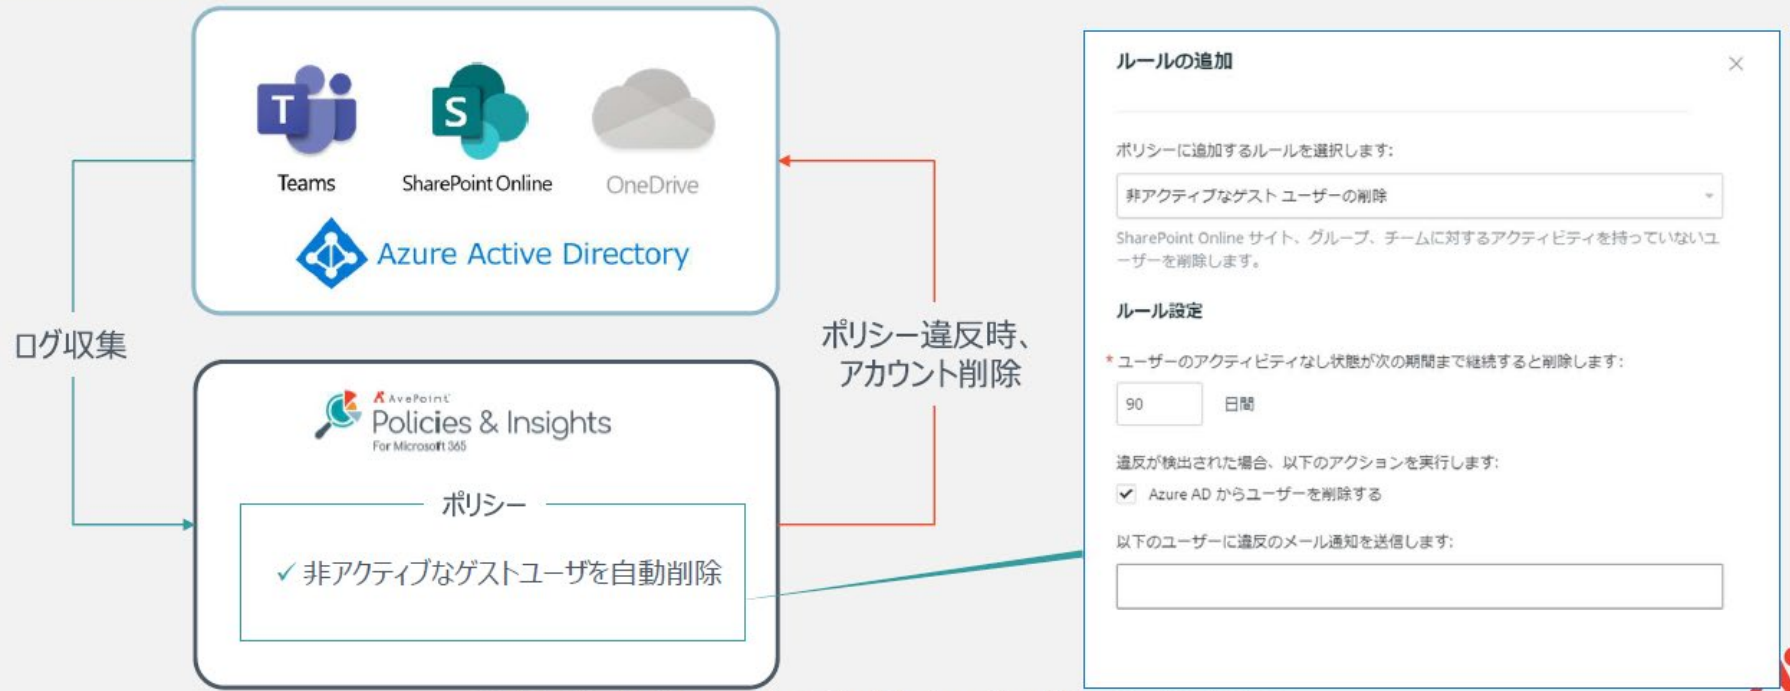 Teams
SharePoint Online
OneDrive
Azure Active Directory
ログ収集
ポリシー違反時、
アカウント削除
AvePoint
Policies & Insights
For Microsoft 365
ポリシー
✓ 非アクティブなゲストユーザを自動削除
ルールの追加
ポリシーに追加するルールを選択します:
非アクティブなゲスト ユーザーの削除
SharePoint Online サイト、グループ、チームに対するアクティビティを持っていないユ
ーザーを削除します。
ルール設定
* ユーザーのアクティビティなし状態が次の期間まで継続すると削除します:
90 日間
違反が検出された場合、以下のアクションを実行します:
Azure AD からユーザーを削除する
以下のユーザーに違反のメール通知を送信します: